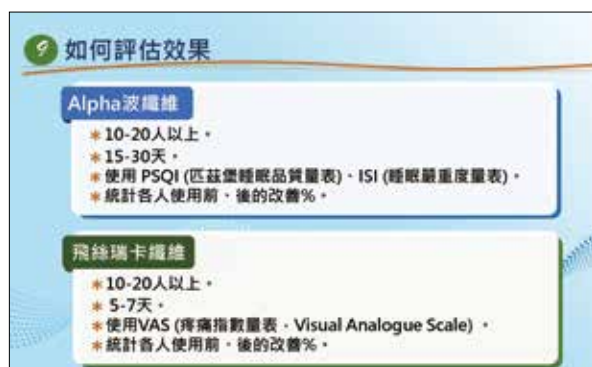 9 如何評估效果
Alpha波纖維
*10-20人以上。
*15-30天。
*使用 PSQI (匹茲堡睡眠品質量表)、ISI (睡眠嚴重度量表)。
*統計各人使用前、後的改善%。
飛絲瑞卡纖維
*10-20人以上。
* 5-7天。
*使用VAS (疼痛指數量表、Visual Analogue Scale) 。
*統計各人使用前、後的改善%。